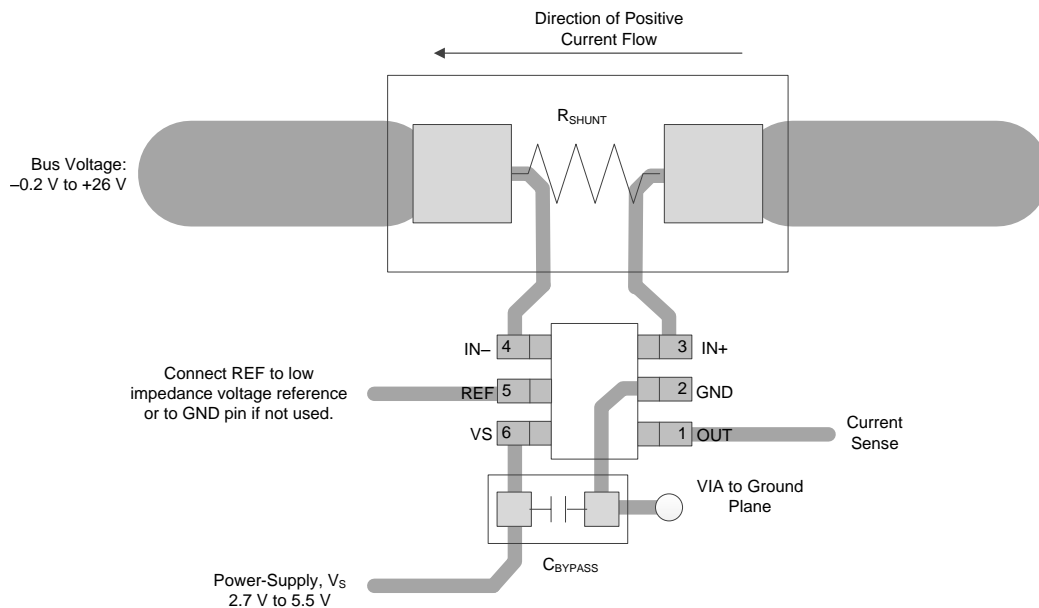 Direction of Positive
Current Flow
RSHUNT
Bus Voltage:
–0.2 V to +26 V
IN– 4
3 IN+
Connect REF to low
impedance voltage reference
or to GND pin if not used.
REF 5
2 GND
VS 6
1 OUT
Current
Sense
VIA to Ground
Plane
CBYPASS
Power-Supply, VS
2.7 V to 5.5 V